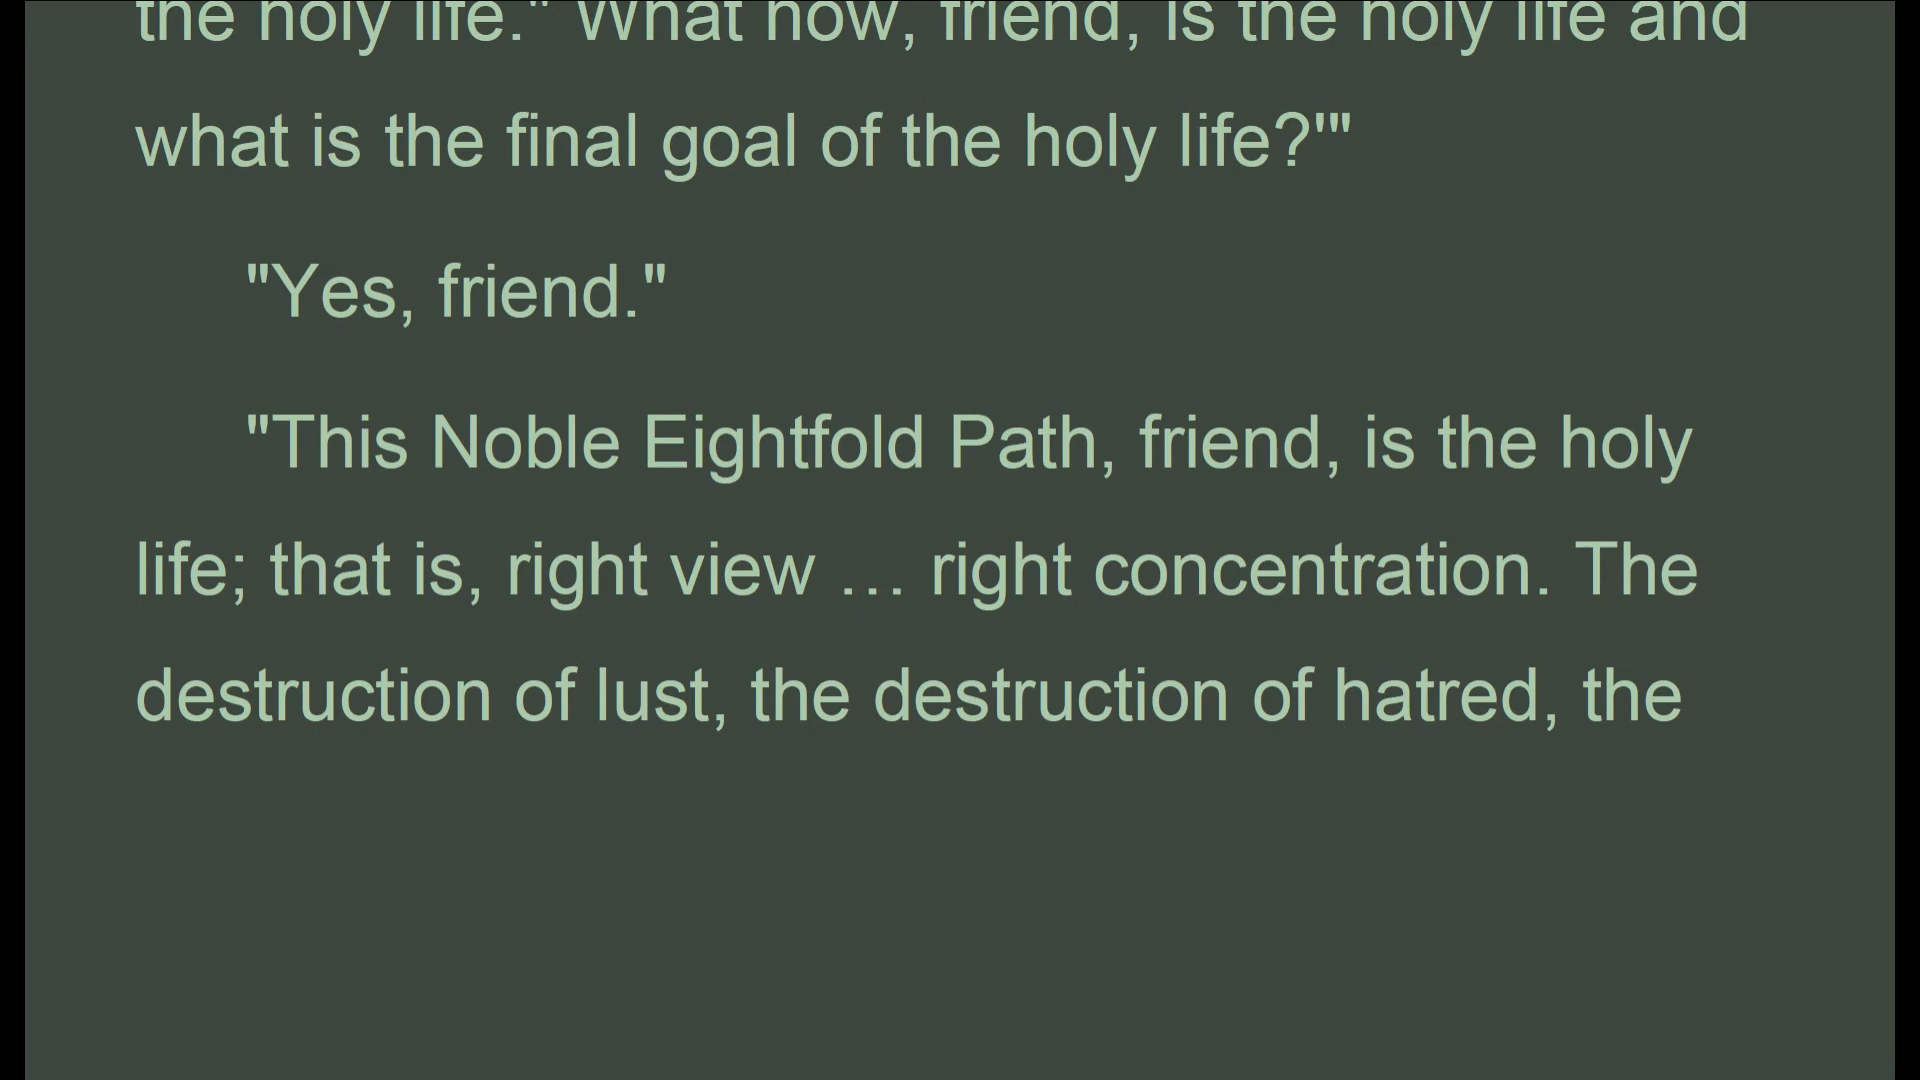 the holy life." What now, friend, is the holy life and
what is the final goal of the holy life?'"
"Yes, friend."
"This Noble Eightfold Path, friend, is the holy
life; that is, right view … right concentration. The
destruction of lust, the destruction of hatred, the